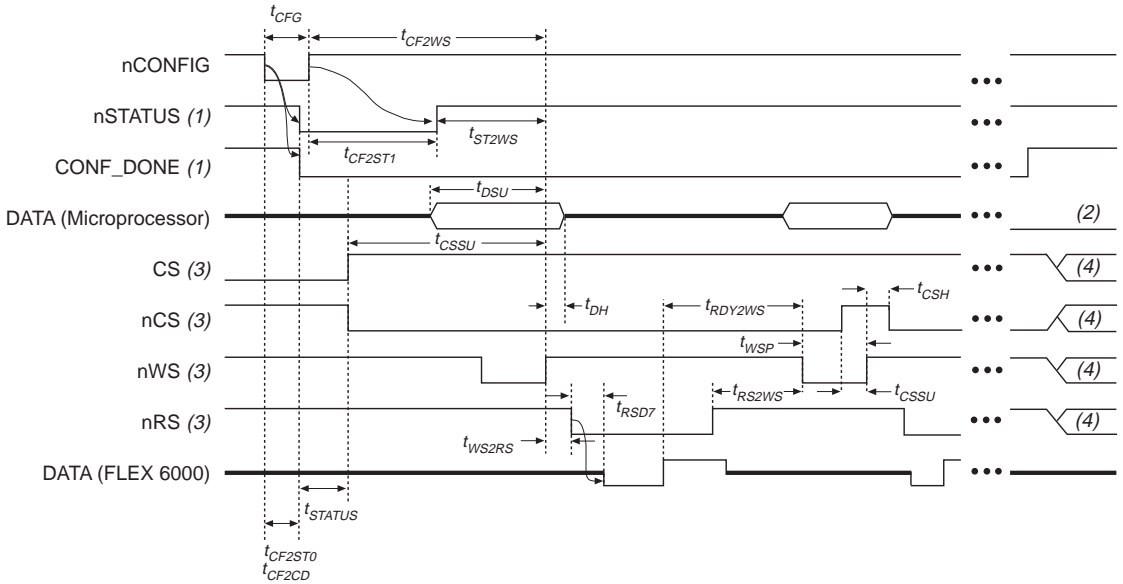 tCFG
tCF2WS
nCONFIG
nSTATUS (1)
tCF2ST1
tST2WS
CONF_DONE (1)
tDSU
DATA (Microprocessor)
(2)
tCSSU
CS (3)
(4)
tDH
tRDY2WS
tCSH
nCS (3)
(4)
tWSP
nWS (3)
(4)
tRS2WS
tCSSU
tRSD7
nRS (3)
(4)
tWS2RS
DATA (FLEX 6000)
tSTATUS
tCF2ST0
tCF2CD